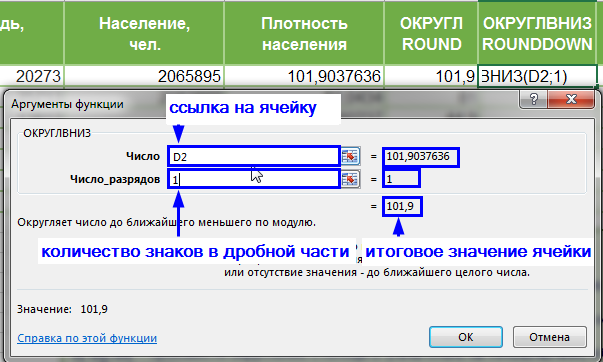 дь,
Население, чел.
Плотность населения
ОКРУГЛ ROUND
ОКРУГЛВНИЗ ROUNDDOWN
20273
2065895
101,9037636
101,9
ВНИЗ(D2;1)
Аргументы функции
ссылка на ячейку
ОКРУГЛВНИЗ
Число
D2
= 101,9037636
Число_разрядов
1
= 1
= 101,9
Округляет число до ближайшего меньшего по модулю.
количество знаков в дробной части
итоговое значение ячейки
или отсутствие значения - до ближайшего целого числа.
Значение: 101,9
Справка по этой функции
ОК
Отмена